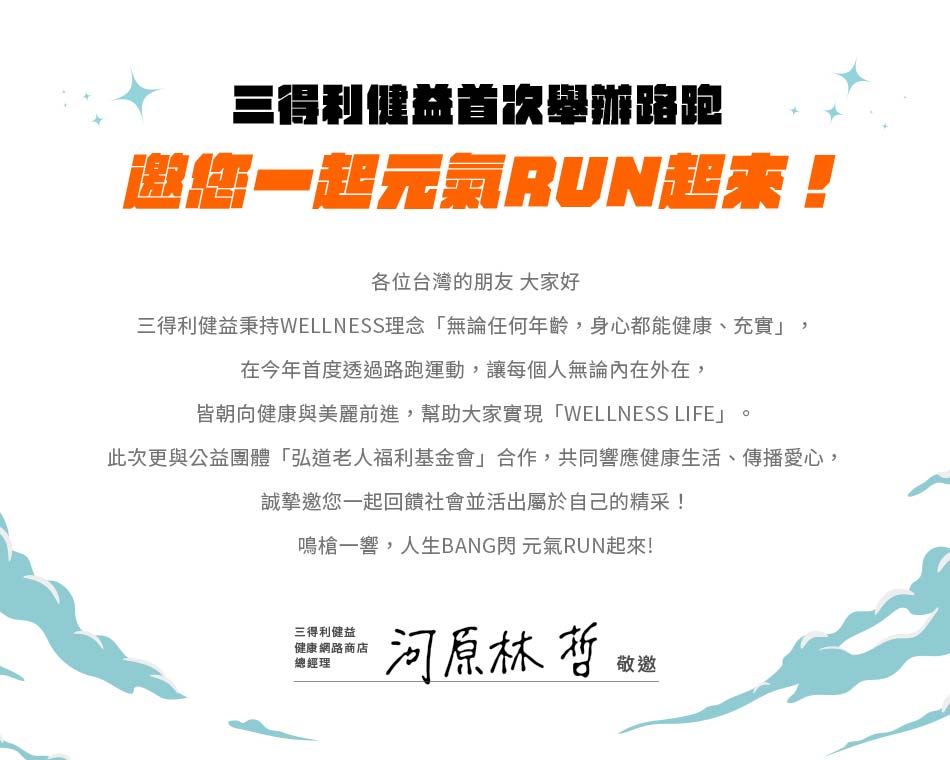 三得利健益首次舉辦路跑
邀您一起元氣RUN起來！
各位台灣的朋友 大家好
三得利健益秉持WELLNESS理念「無論任何年齡，身心都能健康、充實」，
在今年首度透過路跑運動，讓每個人無論內在外在，
皆朝向健康與美麗前進，幫助大家實現「WELLNESS LIFE」。
此次更與公益團體「弘道老人福利基金會」合作，共同響應健康生活、傳播愛心，
誠摯邀您一起回饋社會並活出屬於自己的精采！
鳴槍一響，人生BANG閃 元氣RUN起來!
三得利健益
健康網路商店
總經理
河原林 哲 敬邀